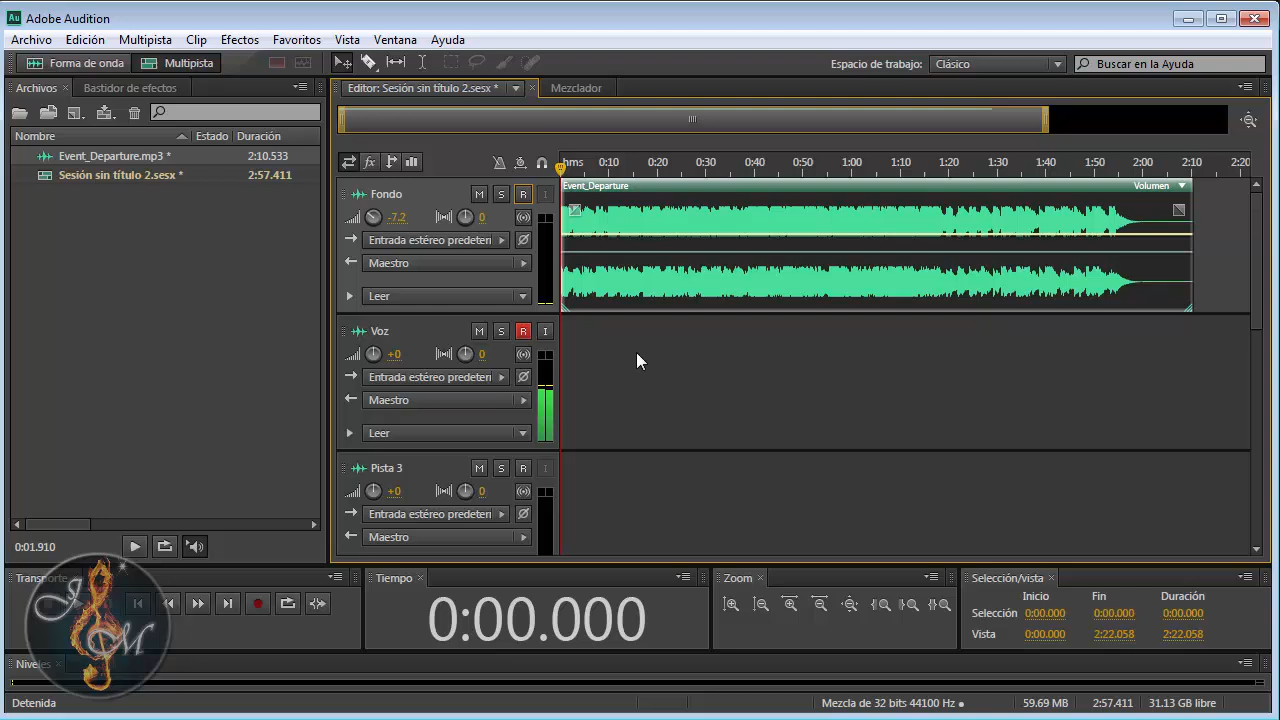 Au Adobe Audition
Archivo Edición Multipista Clip Efectos Favoritos Vista Ventana Ayuda
Forma de onda Multipista Espacio de trabajo: Clásico Buscar en la Ayuda
Archivos × Bastidor de efectos
Editor: Sesión sin título 2.sesx * × Mezclador
Nombre Estado Duración
Event_Departure.mp3 * 2:10.533
Sesión sin título 2.sesx * 2:57.411
fx hms 0:10 0:20 0:30 0:40 0:50 1:00 1:10 1:20 1:30 1:40 1:50 2:00 2:10 2:20
Fondo M S R I
-7.2 0
Entrada estéreo predeterı
Maestro
Leer
Event_Departure Volumen
Voz M S R I
+0 0
Entrada estéreo predeterı
Maestro
Leer
Pista 3 M S R I
+0 0
Entrada estéreo predeterı
Maestro
0:01.910
Transporte
J M
Tiempo ×
0:00.000
Zoom ×
Selección/vista ×
Inicio Fin Duración
Selección 0:00.000 0:00.000 0:00.000
Vista 0:00.000 2:22.058 2:22.058
Niveles ×
Detenida Mezcla de 32 bits 44100 Hz 59.69 MB 2:57.411 31.13 GB libre